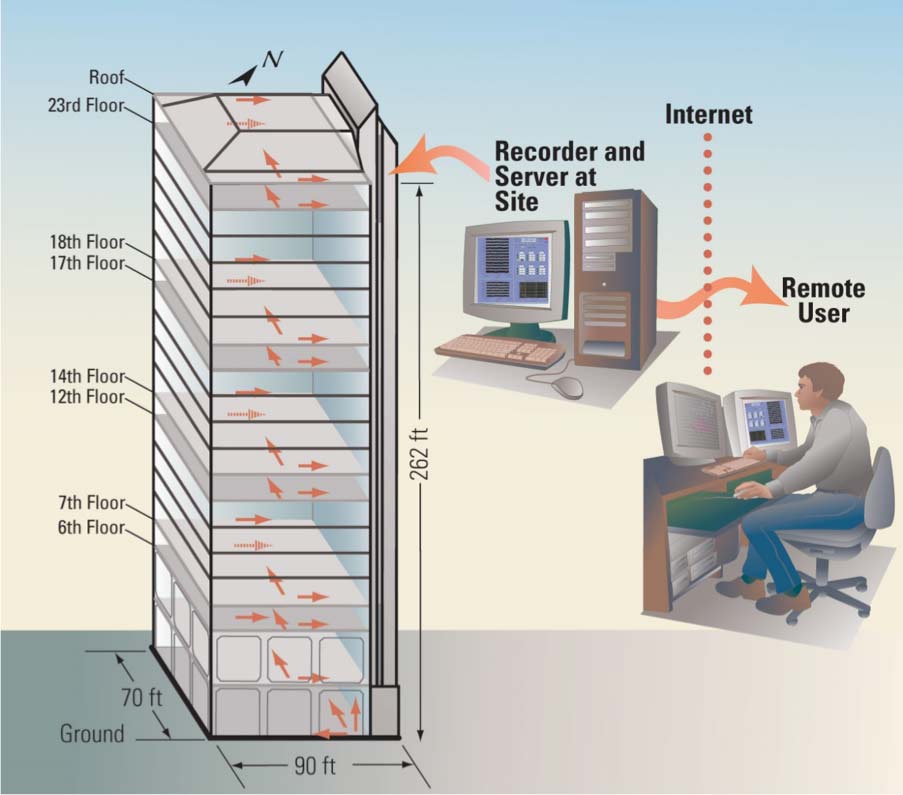 N
Roof
23rd Floor
Internet
Recorder and
Server at
Site
18th Floor
17th Floor
Remote
User
14th Floor
12th Floor
262 ft
7th Floor
6th Floor
70 ft
Ground
90 ft